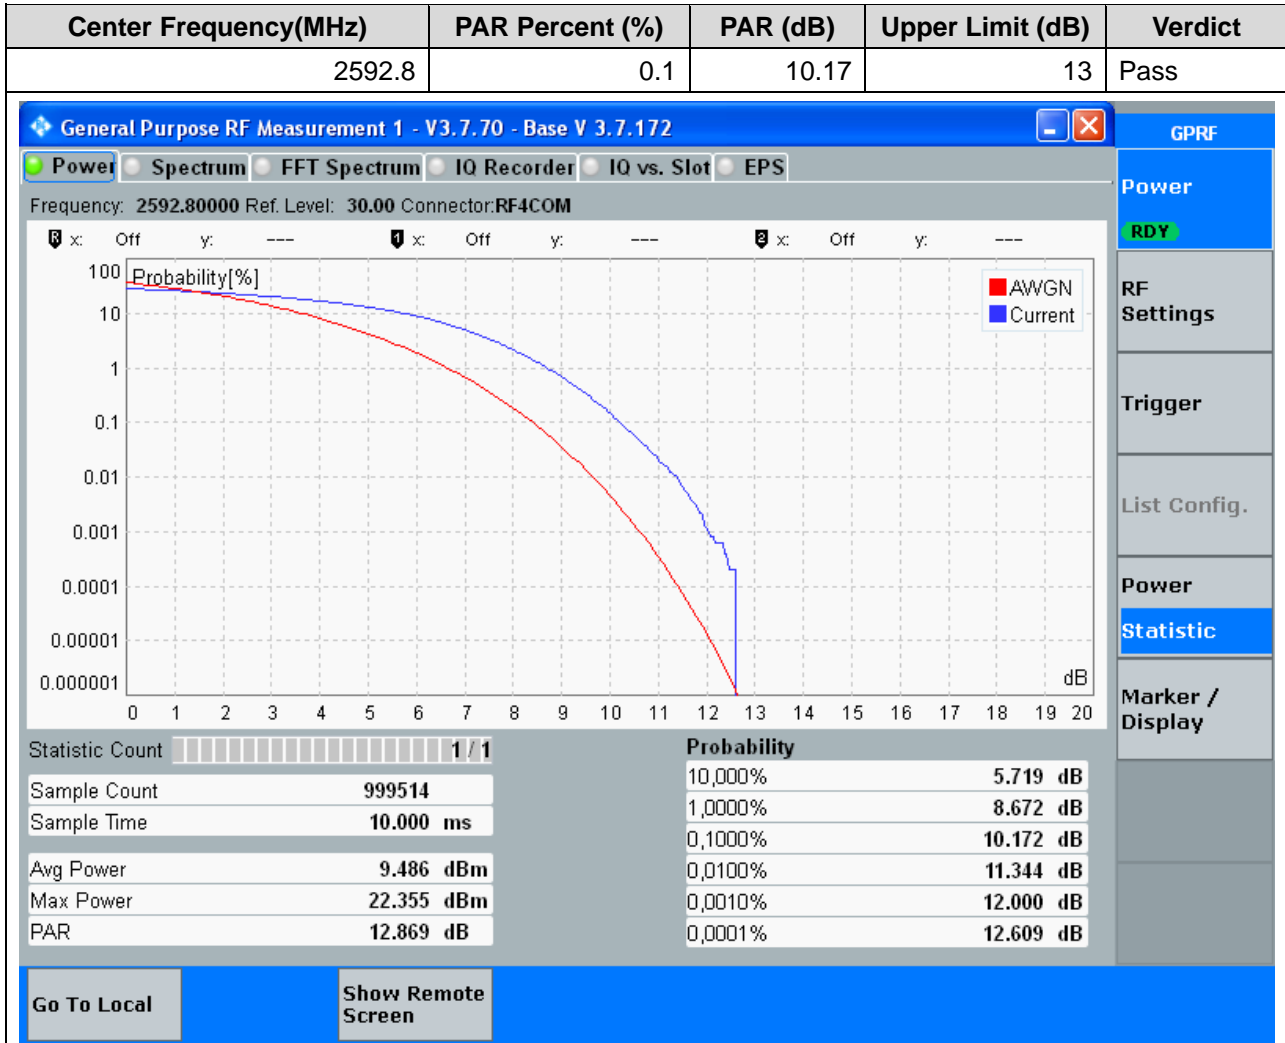 Center Frequency(MHz) PAR Percent (%) PAR (dB) Upper Limit (dB) Verdict
2592.8 0.1 10.17 13 Pass
General Purpose RF Measurement 1 - V3.7.70 - Base V 3.7.172
GPRF
Power Spectrum FFT Spectrum IQ Recorder IQ vs. Slot EPS
Frequency: 2592.80000 Ref. Level: 30.00 Connector:RF4COM
R x: Off y: --- 1 x: Off y: --- 2 x: Off y: ---
Probability[%]
AWGN
Current
100
10
1
0.1
0.01
0.001
0.0001
0.00001
0.000001
dB
0 1 2 3 4 5 6 7 8 9 10 11 12 13 14 15 16 17 18 19 20
Statistic Count 1 / 1
Sample Count 999514
Sample Time 10.000 ms
Avg Power 9.486 dBm
Max Power 22.355 dBm
PAR 12.869 dB
Probability
10,000% 5.719 dB
1,0000% 8.672 dB
0,1000% 10.172 dB
0,0100% 11.344 dB
0,0010% 12.000 dB
0,0001% 12.609 dB
Power
RDY
RF
Settings
Trigger
List Config.
Power
Statistic
Marker /
Display
Go To Local
Show Remote
Screen